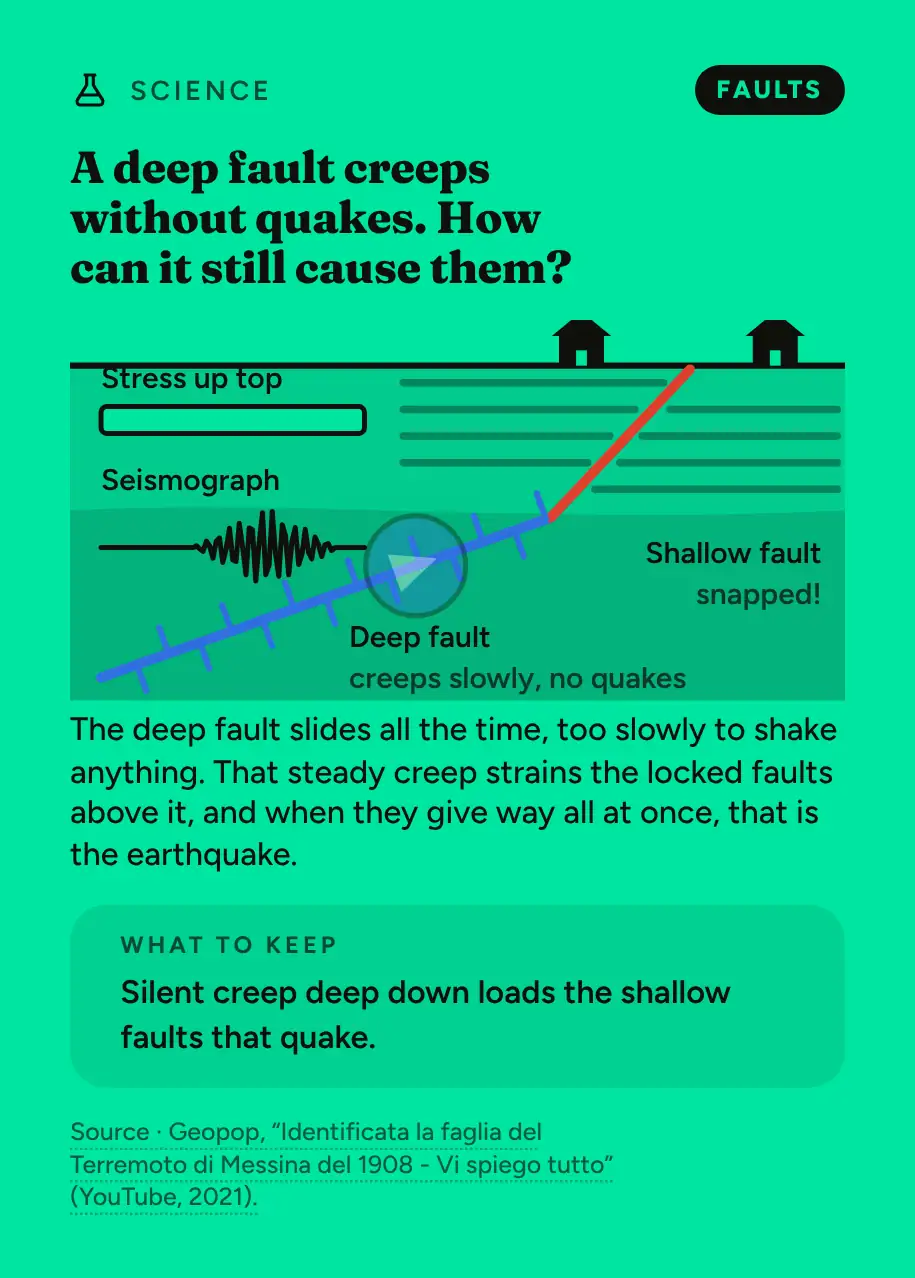 SCIENCE
FAULTS
A deep fault creeps
without quakes. How
can it still cause them?
Stress up top
Seismograph
Shallow fault
snapped!
Deep fault
creeps slowly, no quakes
The deep fault slides all the time, too slowly to shake
anything. That steady creep strains the locked faults
above it, and when they give way all at once, that is
the earthquake.
WHAT TO KEEP
Silent creep deep down loads the shallow
faults that quake.
Source · Geopop, “Identificata la faglia del
Terremoto di Messina del 1908 - Vi spiego tutto”
(YouTube, 2021).